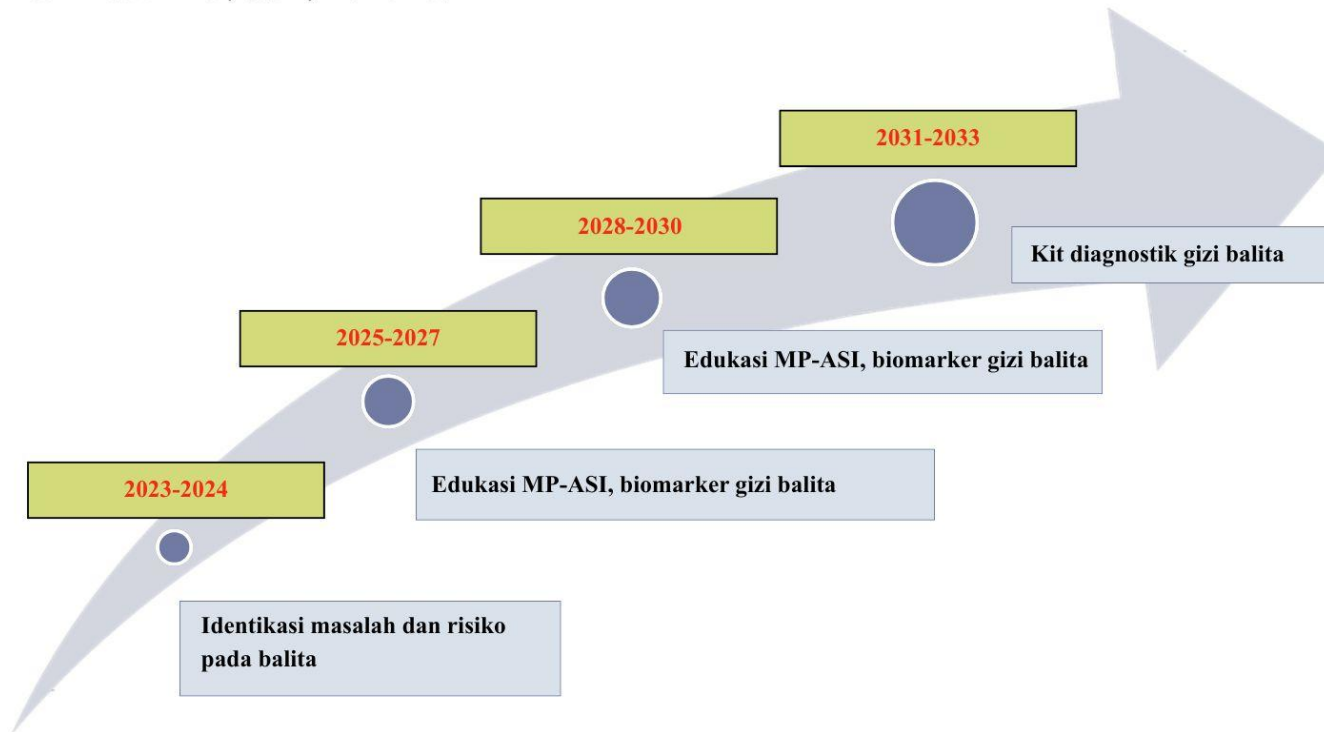 2031-2033
2028-2030
Kit diagnostik gizi balita
2025-2027
Edukasi MP-ASI, biomarker gizi balita
2023-2024
Edukasi MP-ASI, biomarker gizi balita
Identikasi masalah dan risiko
pada balita